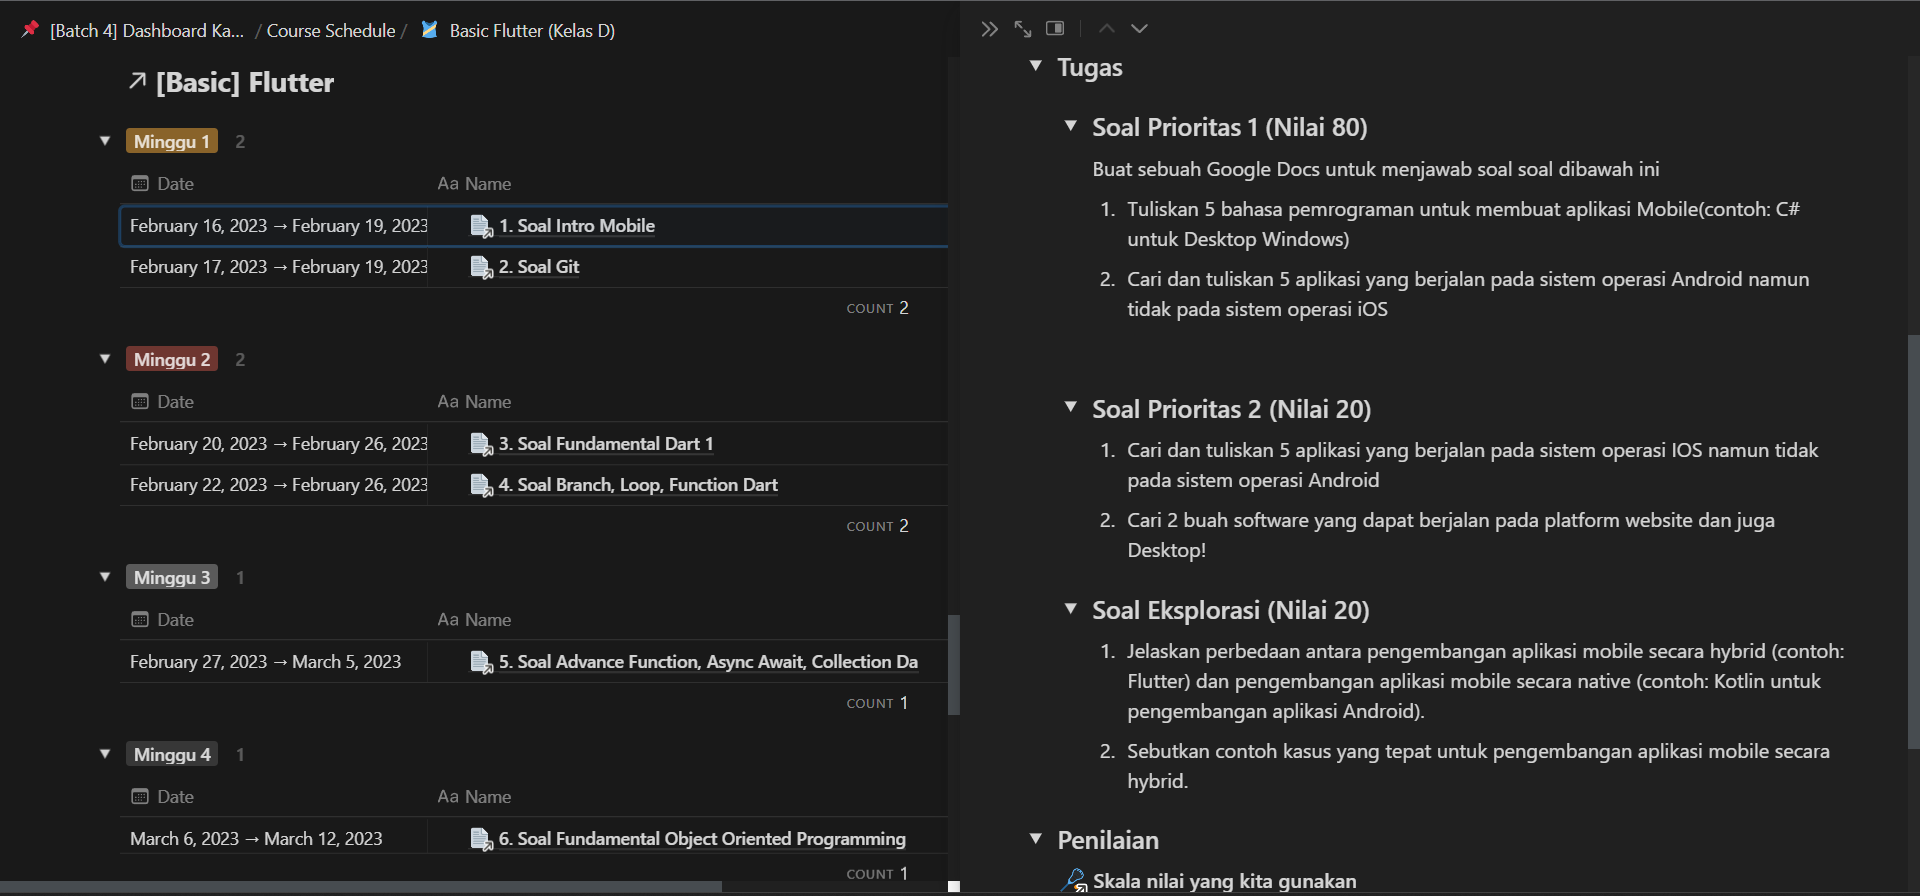 [Batch 4] Dashboard Ka... / Course Schedule / Basic Flutter (Kelas D)
[Basic] Flutter
Minggu 1 2
Date Aa Name
February 16, 2023 → February 19, 2023 1. Soal Intro Mobile
February 17, 2023 → February 19, 2023 2. Soal Git
COUNT 2
Minggu 2 2
Date Aa Name
February 20, 2023 → February 26, 2023 3. Soal Fundamental Dart 1
February 22, 2023 → February 26, 2023 4. Soal Branch, Loop, Function Dart
COUNT 2
Minggu 3 1
Date Aa Name
February 27, 2023 → March 5, 2023 5. Soal Advance Function, Async Await, Collection Da
COUNT 1
Minggu 4 1
Date Aa Name
March 6, 2023 → March 12, 2023 6. Soal Fundamental Object Oriented Programming
COUNT 1
Tugas
Soal Prioritas 1 (Nilai 80)
Buat sebuah Google Docs untuk menjawab soal soal dibawah ini
1. Tuliskan 5 bahasa pemrograman untuk membuat aplikasi Mobile(contoh: C#
untuk Desktop Windows)
2. Cari dan tuliskan 5 aplikasi yang berjalan pada sistem operasi Android namun
tidak pada sistem operasi iOS
Soal Prioritas 2 (Nilai 20)
1. Cari dan tuliskan 5 aplikasi yang berjalan pada sistem operasi IOS namun tidak
pada sistem operasi Android
2. Cari 2 buah software yang dapat berjalan pada platform website dan juga
Desktop!
Soal Eksplorasi (Nilai 20)
1. Jelaskan perbedaan antara pengembangan aplikasi mobile secara hybrid (contoh:
Flutter) dan pengembangan aplikasi mobile secara native (contoh: Kotlin untuk
pengembangan aplikasi Android).
2. Sebutkan contoh kasus yang tepat untuk pengembangan aplikasi mobile secara
hybrid.
Penilaian
Skala nilai yang kita gunakan